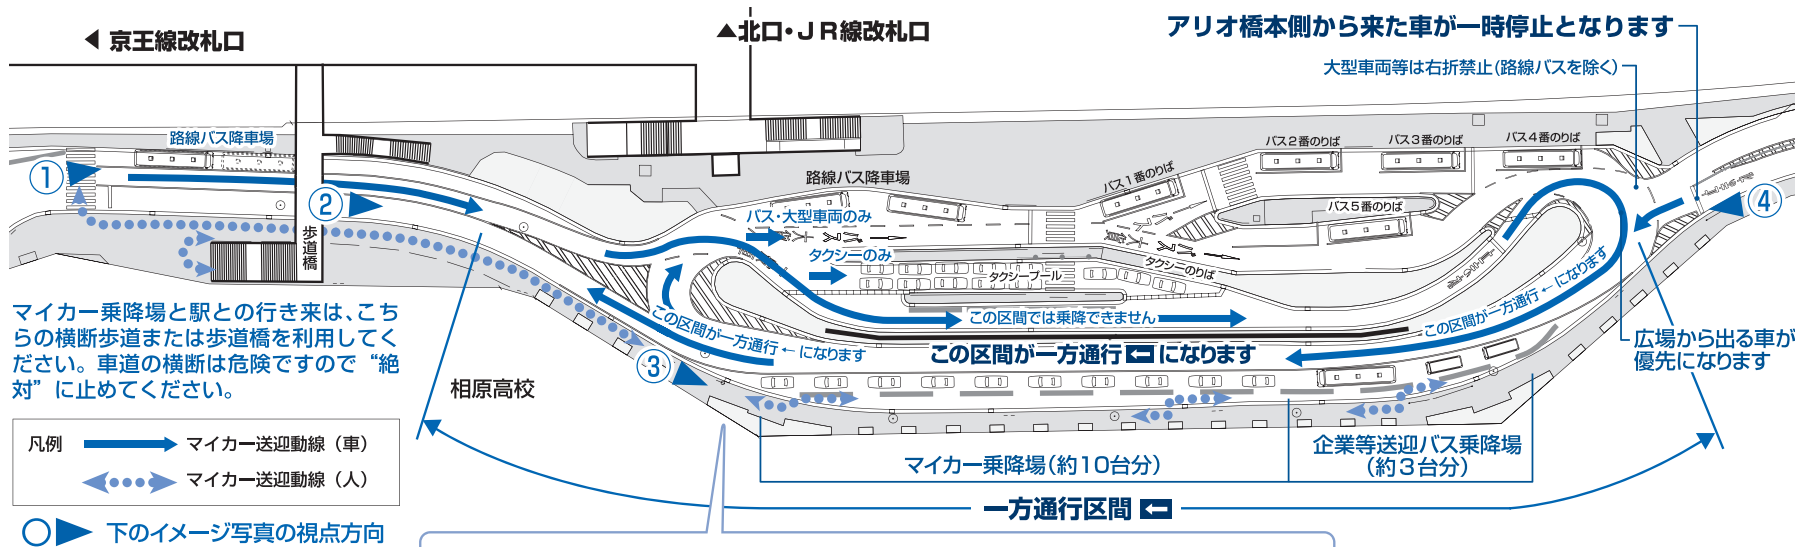 ◀ 京王線改札口
▲北口・JR線改札口
アリオ橋本側から来た車が一時停止となります
大型車両等は右折禁止(路線バスを除く)
路線バス降車場
①
②
歩道橋
路線バス降車場
バス1番のりば
バス2番のりば
バス3番のりば
バス4番のりば
バス5番のりば
④
バス・大型車両のみ
タクシーのみ
タクシープール
タクシーのりば
この区間では乗降できません
この区間が一方通行 ← になります
この区間が一方通行 ← になります
この区間が一方通行 ← になります
広場から出る車が
優先になります
マイカー乗降場と駅との行き来は、こち
らの横断歩道または歩道橋を利用してく
ださい。車道の横断は危険ですので “絶
対” に止めてください。
③
相原高校
マイカー乗降場(約10台分)
企業等送迎バス乗降場
(約3台分)
一方通行区間 ←
凡例
マイカー送迎動線(車)
マイカー送迎動線(人)
下のイメージ写真の視点方向